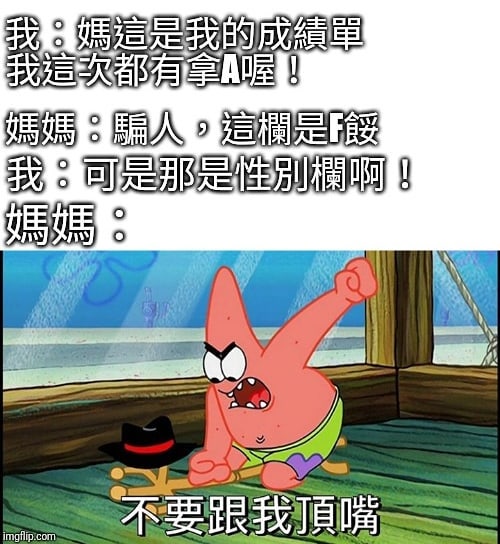 我：媽這是我的成績單
我這次都有拿A喔！
媽媽：騙人，這欄是F餒
我：可是那是性別欄啊！
媽媽：
不要跟我頂嘴
imgflip.com